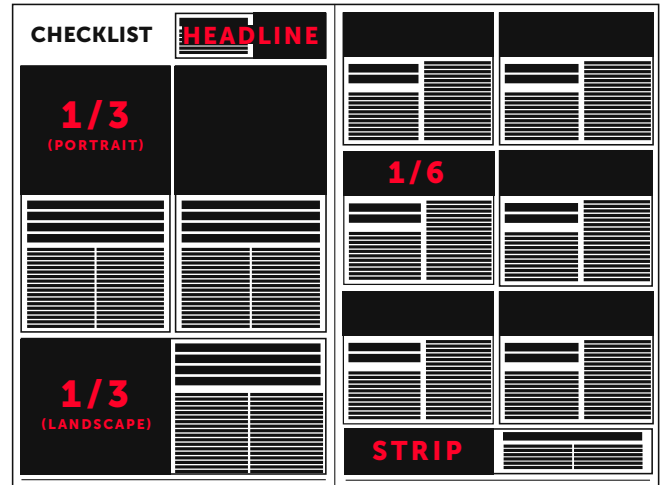 CHECKLIST
HEADLINE
1/3
(PORTRAIT)
1/3
(LANDSCAPE)
1/6
STRIP